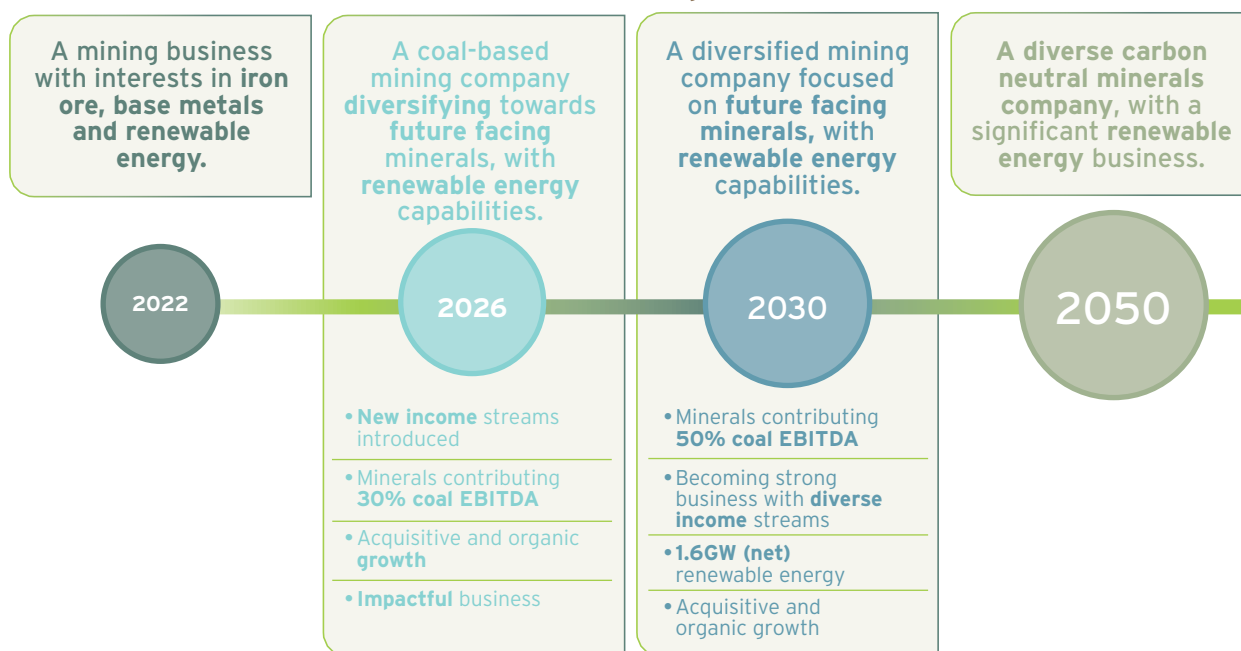 A mining business
with interests in iron
ore, base metals
and renewable
energy.
2022
A coal-based
mining company
diversifying towards
future facing
minerals, with
renewable energy
capabilities.
2026
• New income streams
introduced
• Minerals contributing
30% coal EBITDA
• Acquisitive and organic
growth
• Impactful business
A diversified mining
company focused
on future facing
minerals, with
renewable energy
capabilities.
2030
• Minerals contributing
50% coal EBITDA
• Becoming strong
business with diverse
income streams
• 1.6GW (net)
renewable energy
• Acquisitive and
organic growth
A diverse carbon
neutral minerals
company, with a
significant renewable
energy business.
2050